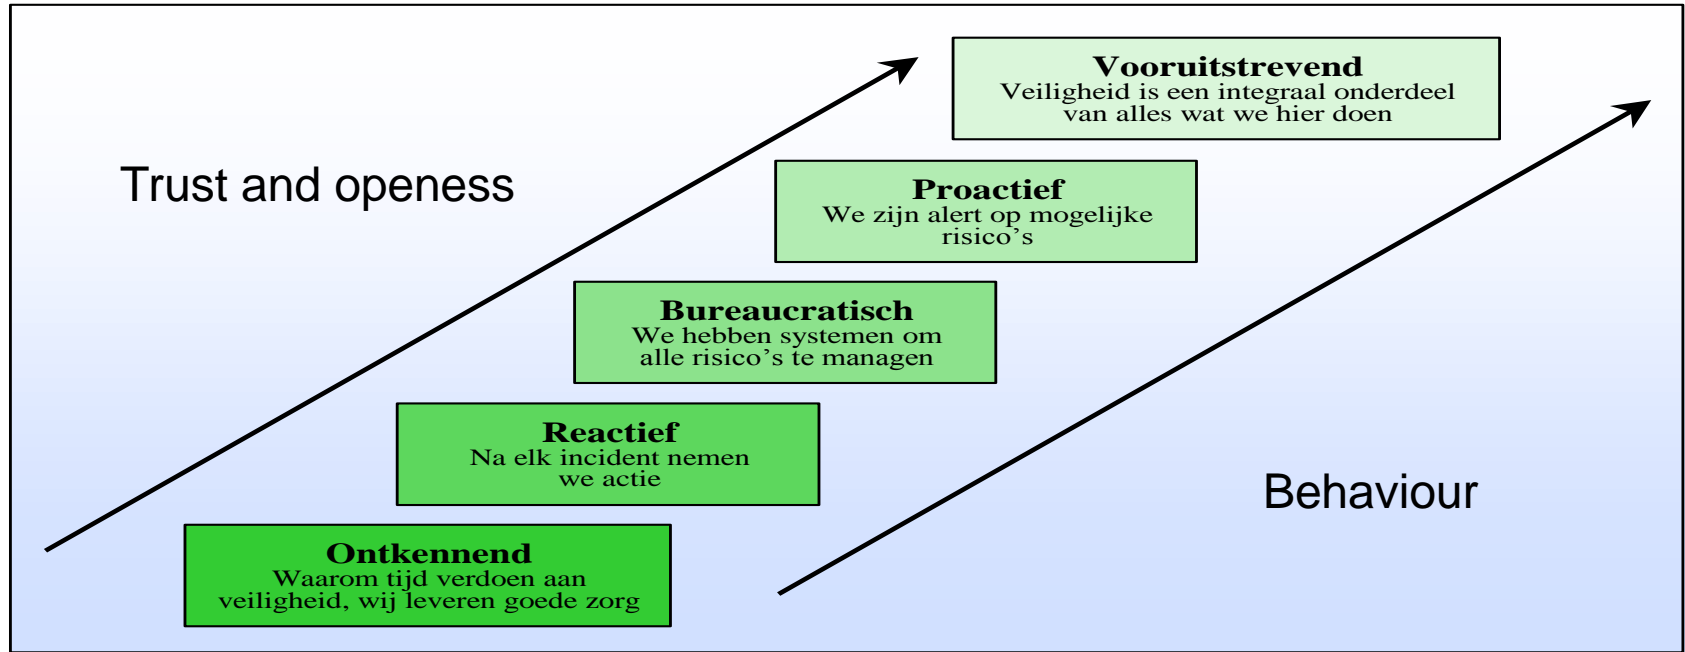 Vooruitstrevend
Veiligheid is een integraal onderdeel
van alles wat we hier doen
Trust and openess
Proactief
We zijn alert op mogelijke
risico’s
Bureaucratisch
We hebben systemen om
alle risico’s te managen
Reactief
Na elk incident nemen
we actie
Behaviour
Ontkennend
Waarom tijd verdoen aan
veiligheid, wij leveren goede zorg